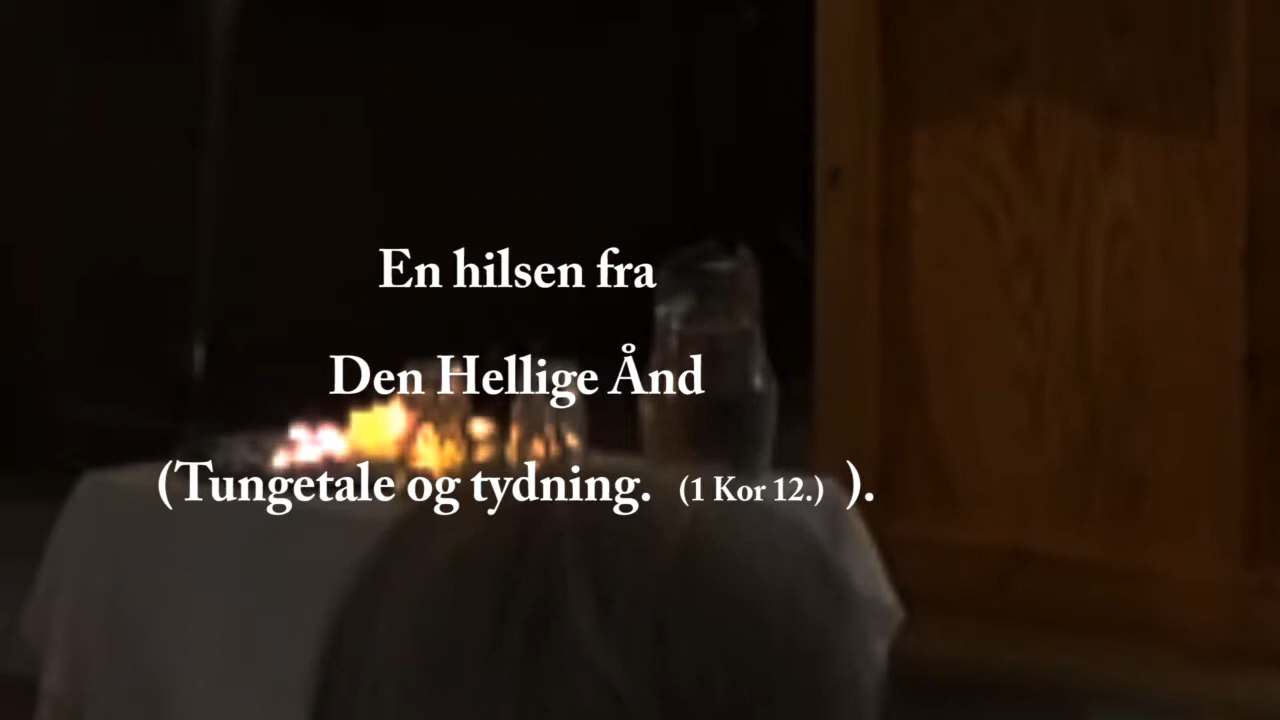 En hilsen fra
Den Hellige Ånd
(Tungetale og tydning. (1 Kor 12.) ).